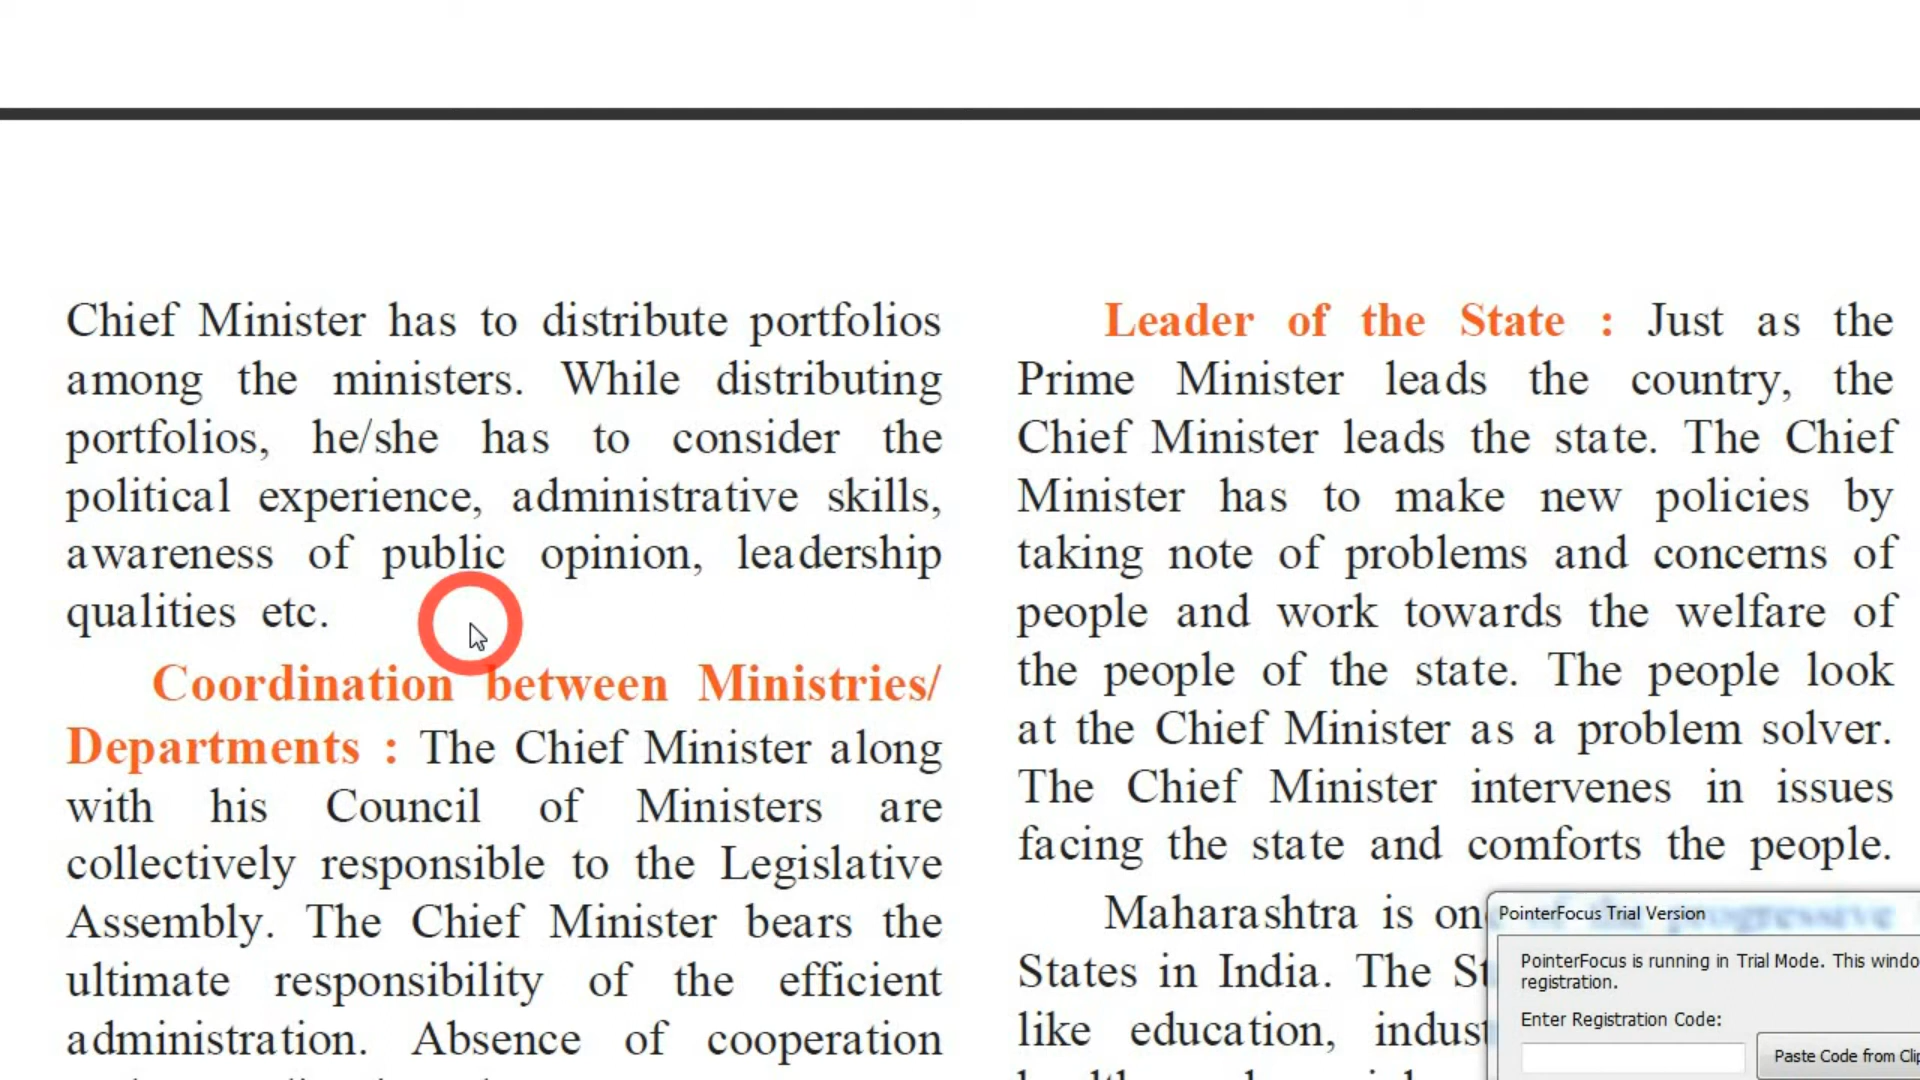 Chief Minister has to distribute portfolios
among the ministers. While distributing
portfolios, he/she has to consider the
political experience, administrative skills,
awareness of public opinion, leadership
qualities etc.
Coordination between Ministries/
Departments : The Chief Minister along
with his Council of Ministers are
collectively responsible to the Legislative
Assembly. The Chief Minister bears the
ultimate responsibility of the efficient
administration. Absence of cooperation
Leader of the State : Just as the
Prime Minister leads the country, the
Chief Minister leads the state. The Chief
Minister has to make new policies by
taking note of problems and concerns of
people and work towards the welfare of
the people of the state. The people look
at the Chief Minister as a problem solver.
The Chief Minister intervenes in issues
facing the state and comforts the people.
Maharashtra is one of the progressive
States in India. The
like education,
PointerFocus Trial Version
PointerFocus is running in Trial Mode. This
registration.
Enter Registration Code:
Paste Code from